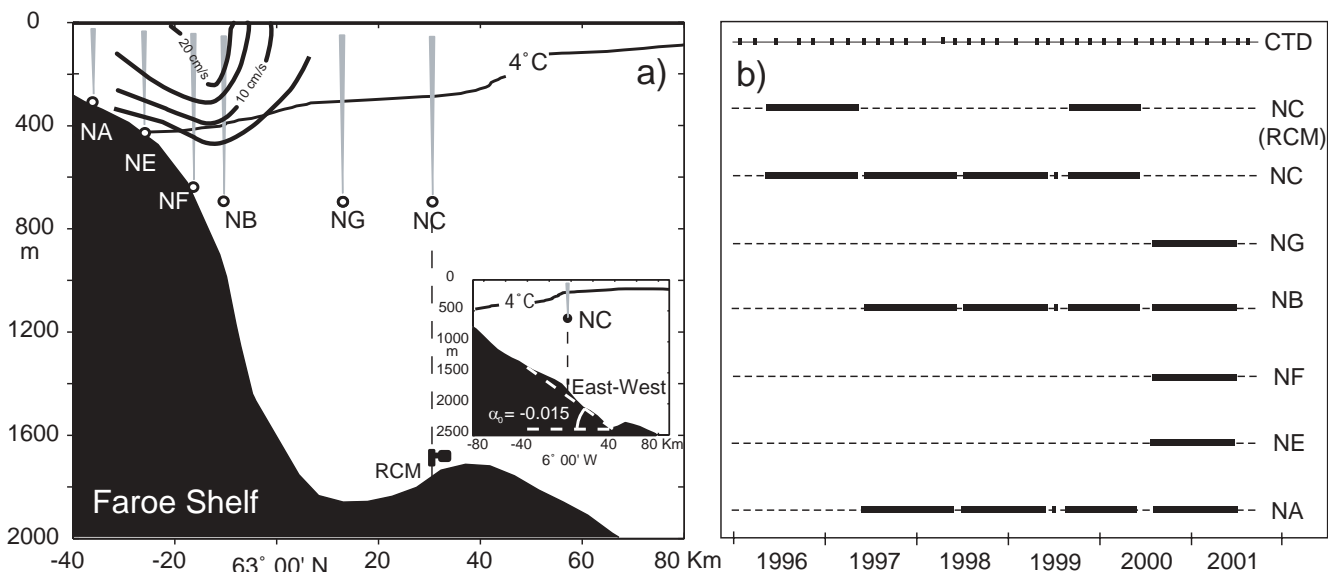 0
400
800
m
1200
1600
2000
-40
-20
63° 00' N
20
40
60
80 Km
a)
20 cm/s
10 cm/s
4°C
NA
NE
NF
NB
NG
NC
RCM
Faroe Shelf
0
500
1000
m
1500
2000
2500
-80
-40
6° 00' W
40
80 Km
4°C
NC
East-West
α₀ = -0.015
b)
CTD
NC
(RCM)
NC
NG
NB
NF
NE
NA
1996
1997
1998
1999
2000
2001